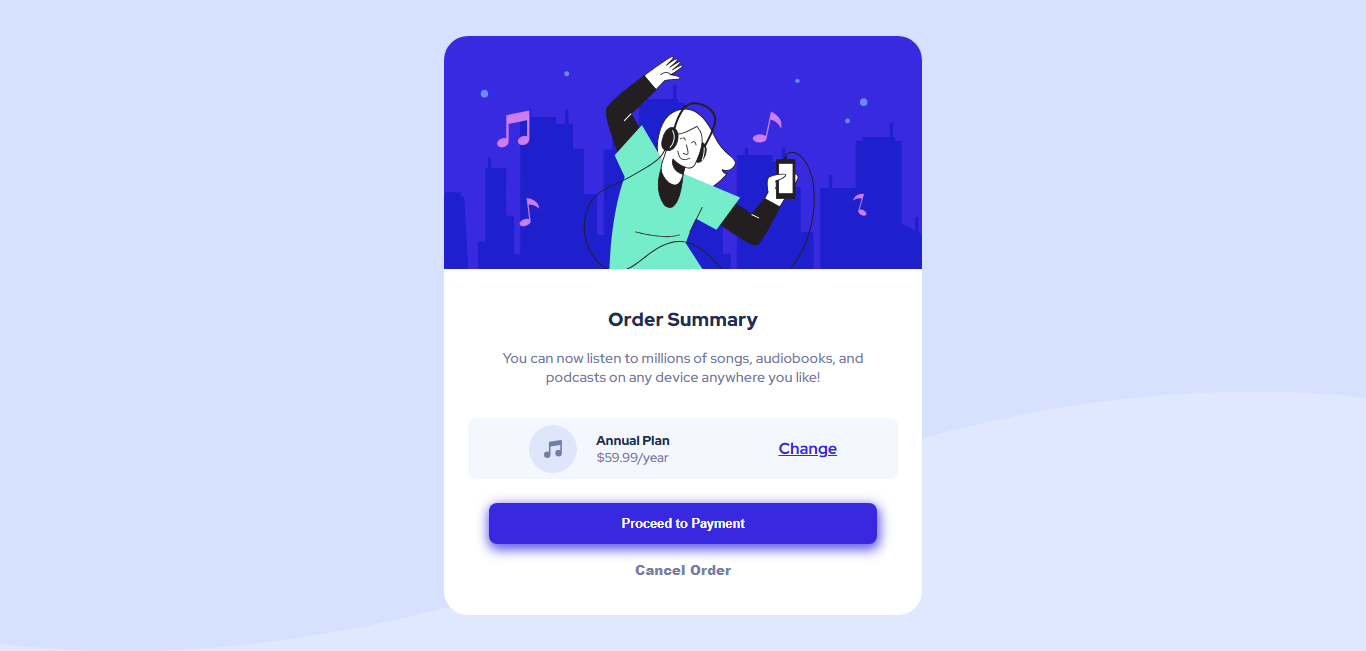 Order Summary
You can now listen to millions of songs, audiobooks, and
podcasts on any device anywhere you like!
Annual Plan
$59.99/year
Change
Proceed to Payment
Cancel Order